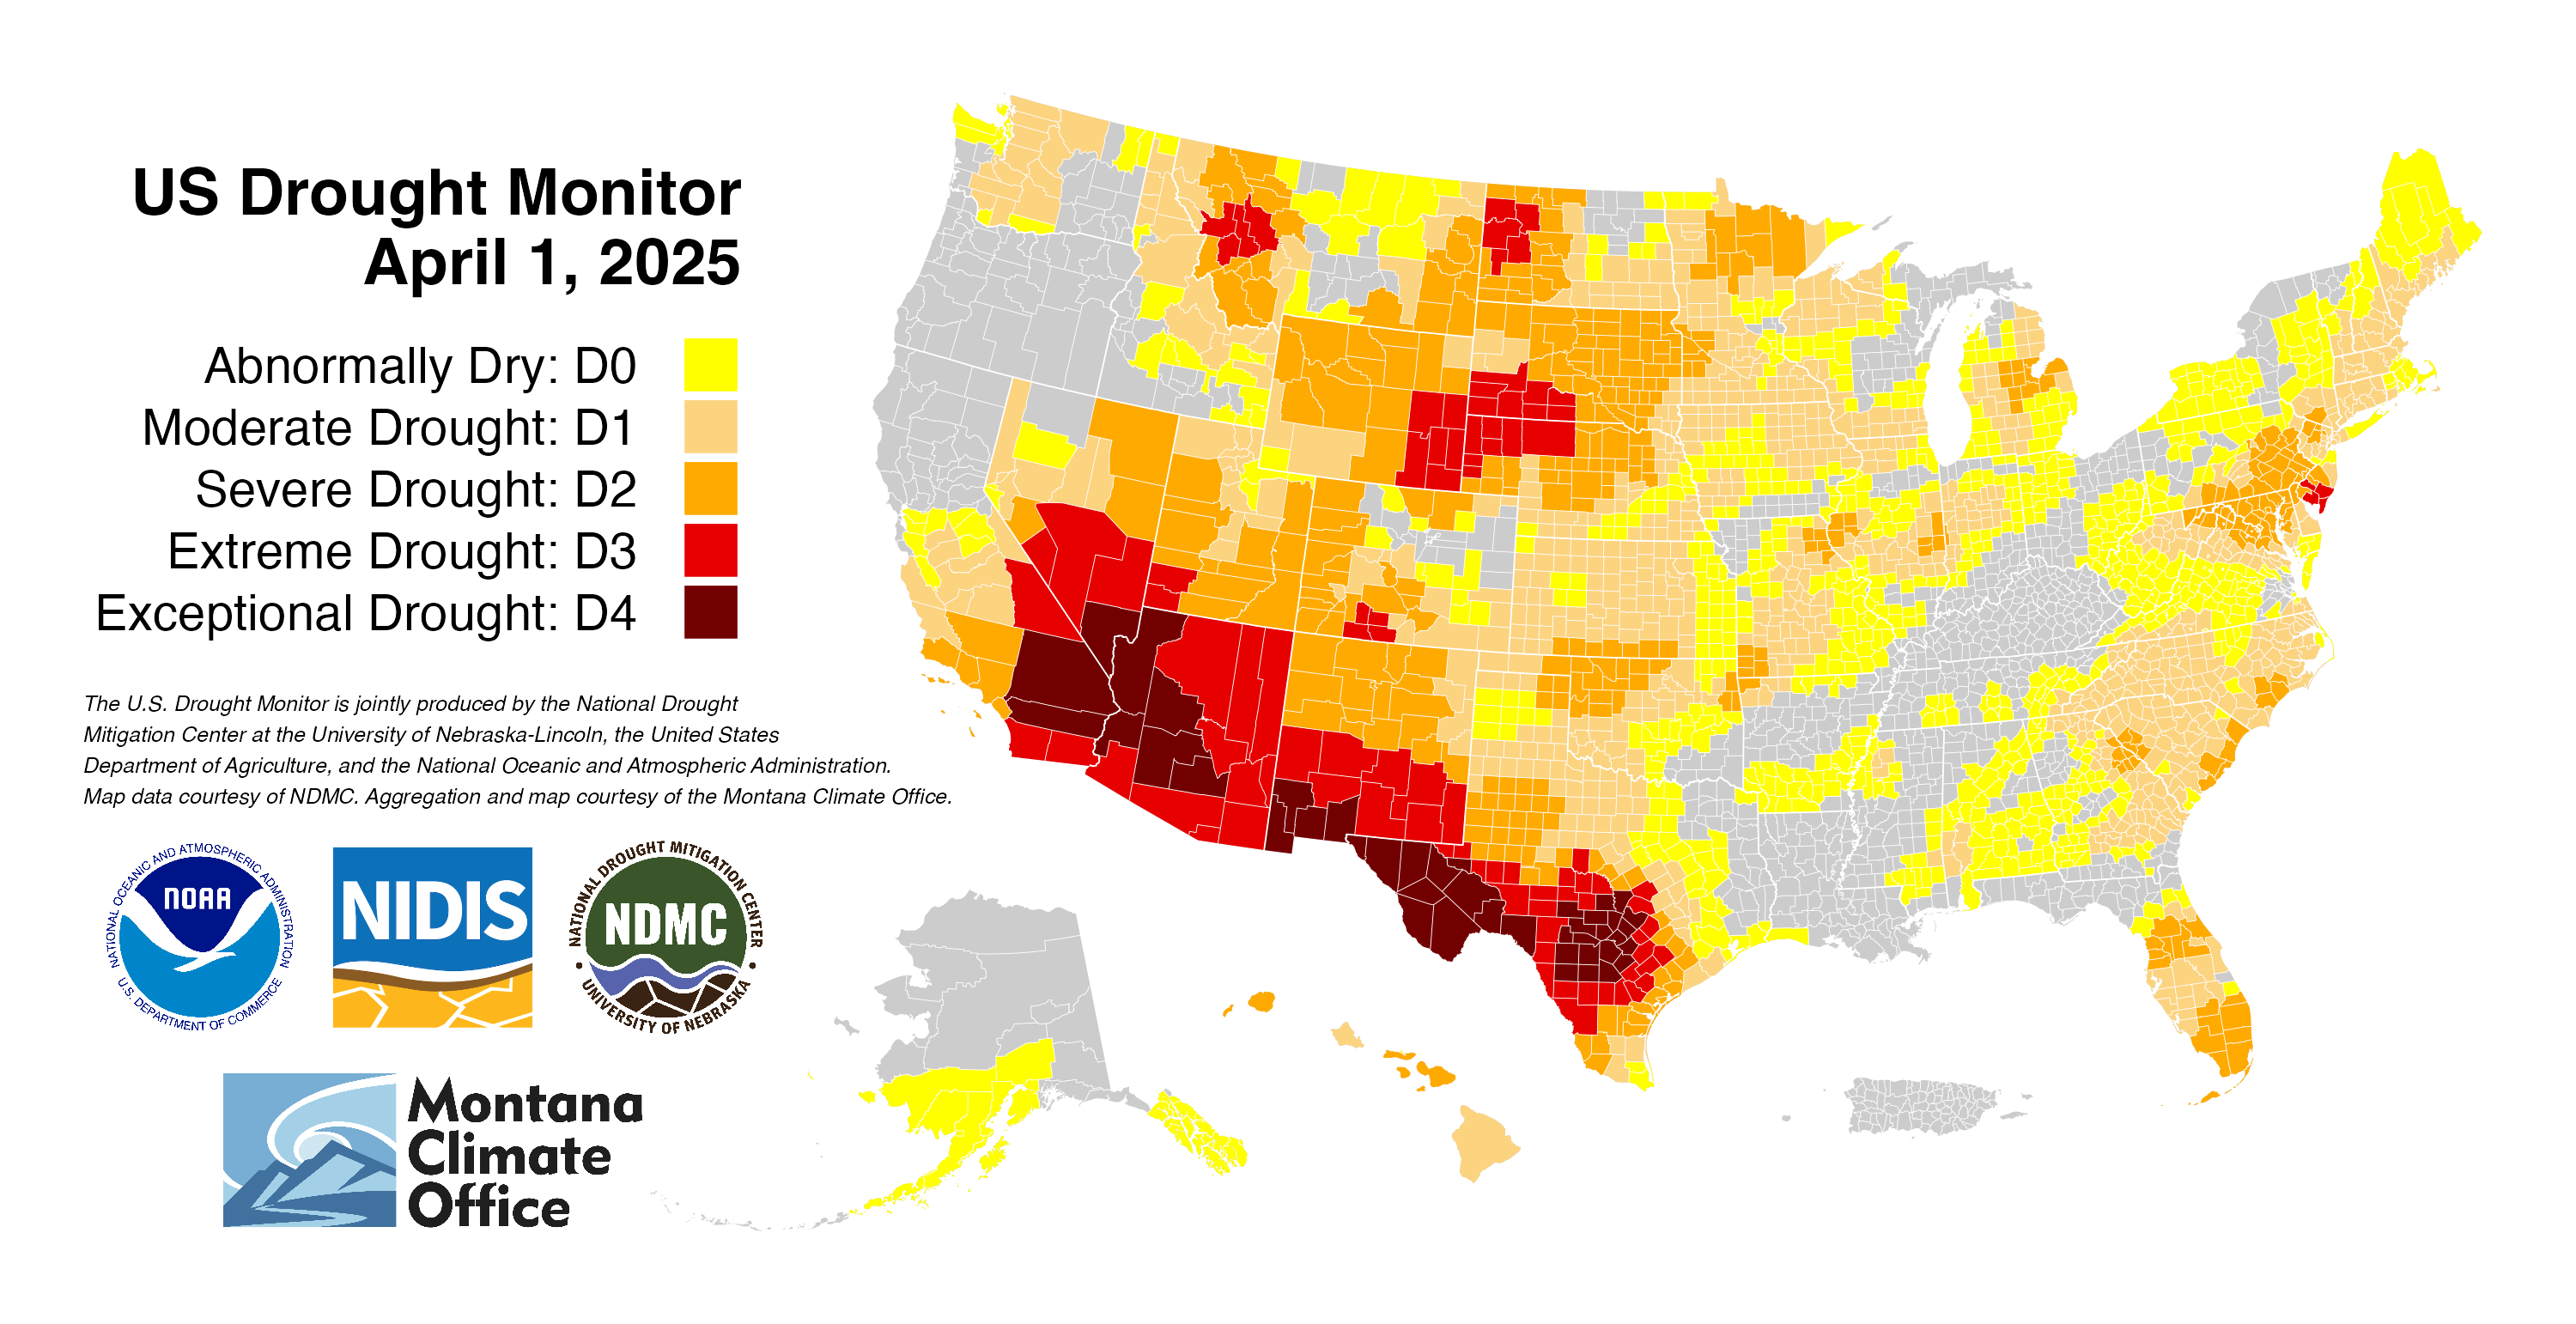 US Drought Monitor
April 1, 2025
Abnormally Dry: D0
Moderate Drought: D1
Severe Drought: D2
Extreme Drought: D3
Exceptional Drought: D4
The U.S. Drought Monitor is jointly produced by the National Drought
Mitigation Center at the University of Nebraska-Lincoln, the United States
Department of Agriculture, and the National Oceanic and Atmospheric Administration.
Map data courtesy of NDMC. Aggregation and map courtesy of the Montana Climate Office.
NATIONAL OCEANIC AND ATMOSPHERIC ADMINISTRATION
NOAA
U.S. DEPARTMENT OF COMMERCE
NIDIS
NATIONAL DROUGHT MITIGATION CENTER
NDMC
UNIVERSITY OF NEBRASKA
Montana
Climate
Office